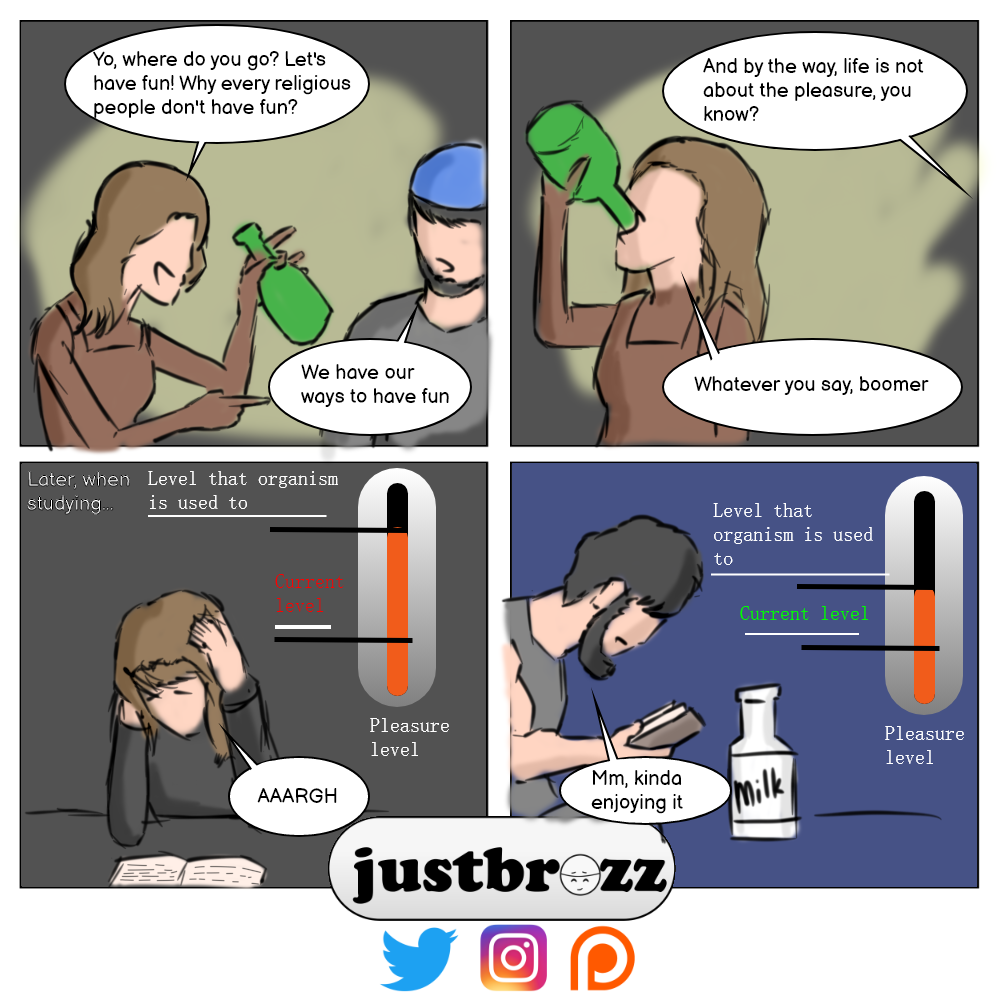 Yo, where do you go? Let's
have fun! Why every religious
people don't have fun?
We have our
ways to have fun
And by the way, life is not
about the pleasure, you
know?
Whatever you say, boomer
Later, when
studying...
Level that organism
is used to
Current
level
Pleasure
level
AAARGH
Level that
organism is used
to
Current level
Pleasure
level
Mm, kinda
enjoying it
Milk
justbrozz